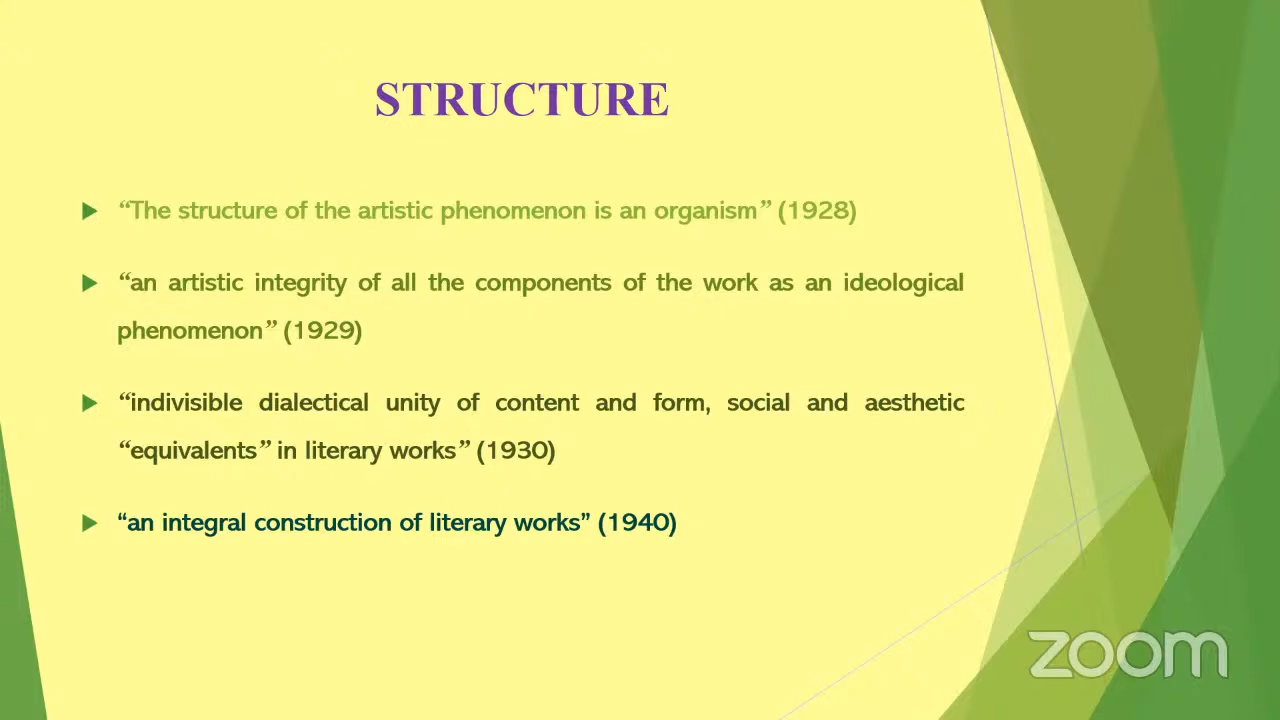 STRUCTURE
“The structure of the artistic phenomenon is an organism” (1928)
“an artistic integrity of all the components of the work as an ideological
phenomenon” (1929)
“indivisible dialectical unity of content and form, social and aesthetic
“equivalents” in literary works” (1930)
“an integral construction of literary works” (1940)
zoom